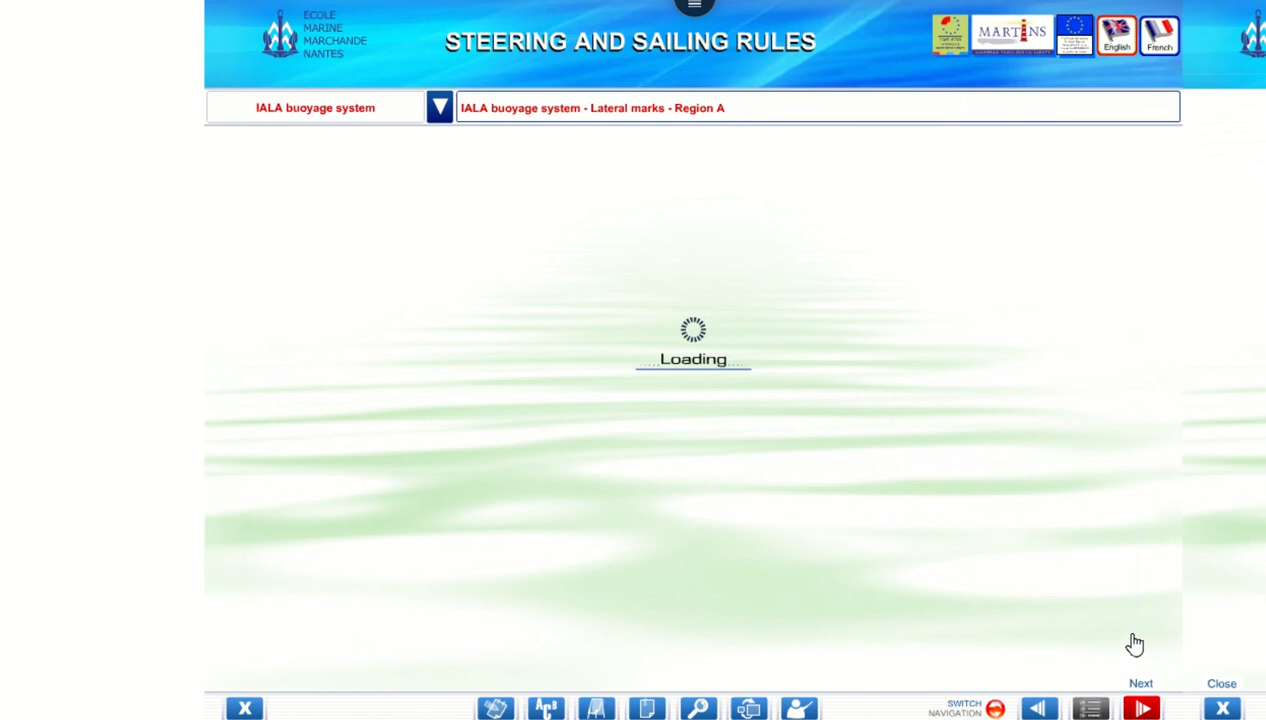 ECOLE
MARINE
MARCHANDE
NANTES
STEERING AND SAILING RULES
MARTINS
English
French
IALA buoyage system
IALA buoyage system - Lateral marks - Region A
.....Loading.....
Next
Close
X
ACB
SWITCH
NAVIGATION
X